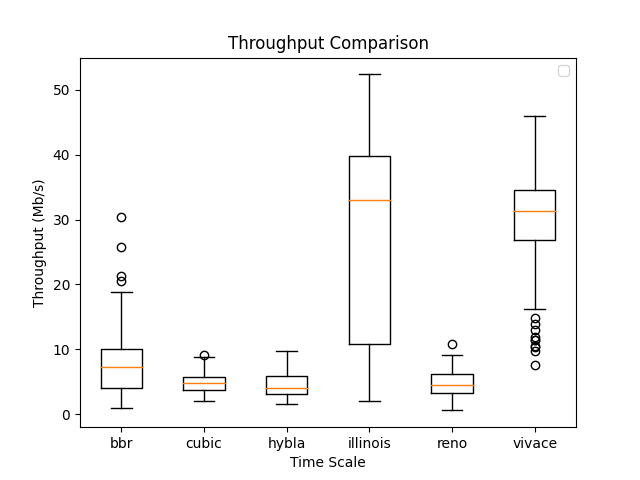 Throughput Comparison
Throughput (Mb/s)
50
40
30
20
10
0
bbr cubic hybla illinois reno vivace
Time Scale